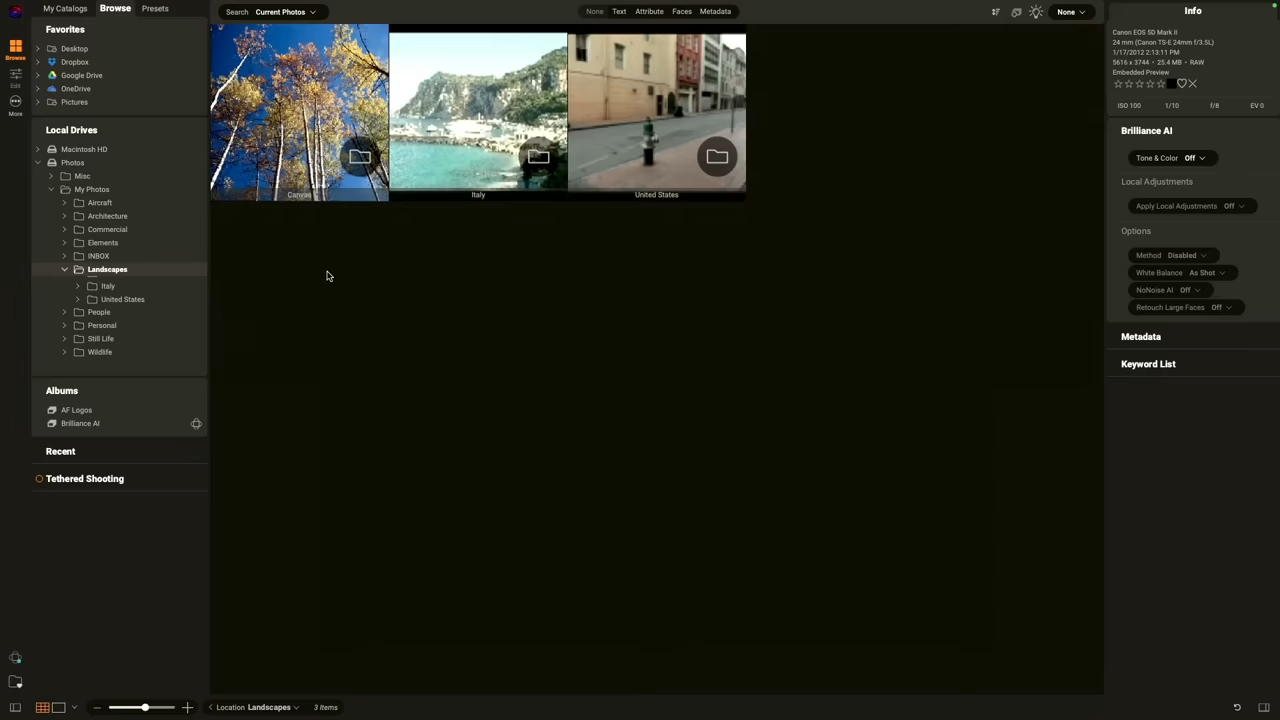 My Catalogs Browse Presets
Search Current Photos
None Text Attribute Faces Metadata
None
Info
Browse
Edit
More
Favorites
Desktop
Dropbox
Google Drive
OneDrive
Pictures
Local Drives
Macintosh HD
Photos
Misc
My Photos
Aircraft
Architecture
Commercial
Elements
INBOX
Landscapes
Italy
United States
People
Personal
Still Life
Wildlife
Albums
AF Logos
Brilliance AI
Recent
Tethered Shooting
Canvas
Italy
United States
Canon EOS 5D Mark II
24 mm (Canon TS-E 24mm f/3.5L)
1/17/2012 2:13:11 PM
5616 x 3744 • 25.4 MB • RAW
Embedded Preview
ISO 100 1/10 f/8 EV 0
Brilliance AI
Tone & Color Off
Local Adjustments
Apply Local Adjustments Off
Options
Method Disabled
White Balance As Shot
NoNoise AI Off
Retouch Large Faces Off
Metadata
Keyword List
Location Landscapes 3 Items